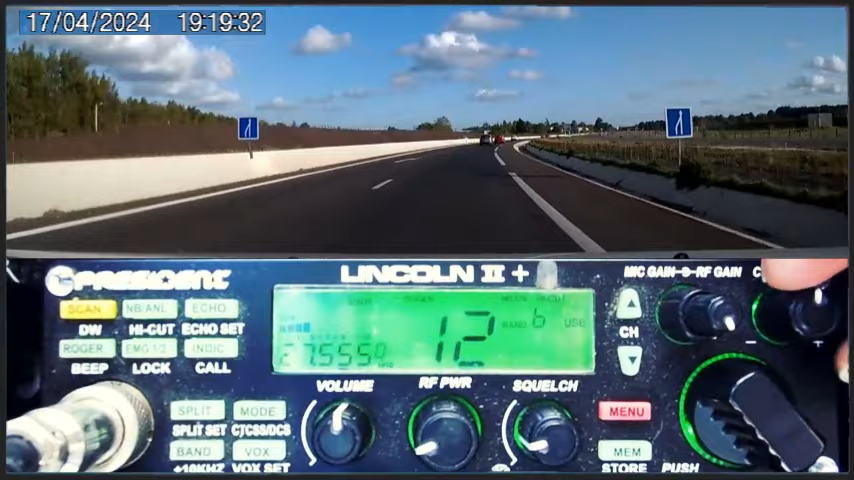 17/04/2024 19:19:32
PRESIDENT
LINCOLN II +
MIC GAIN RF GAIN
SCAN NB/ANL ECHO
DW HI-CUT ECHO SET
ROGER EMG 1/2 INDIC
BEEP LOCK CALL
12
BAND 6 USB
27.5550
CH
VOLUME RF PWR SQUELCH
SPLIT MODE
SPLIT SET CTCSS/DCS
BAND VOX
+10KHZ VOX SET
MENU
MEM
STORE PUSH